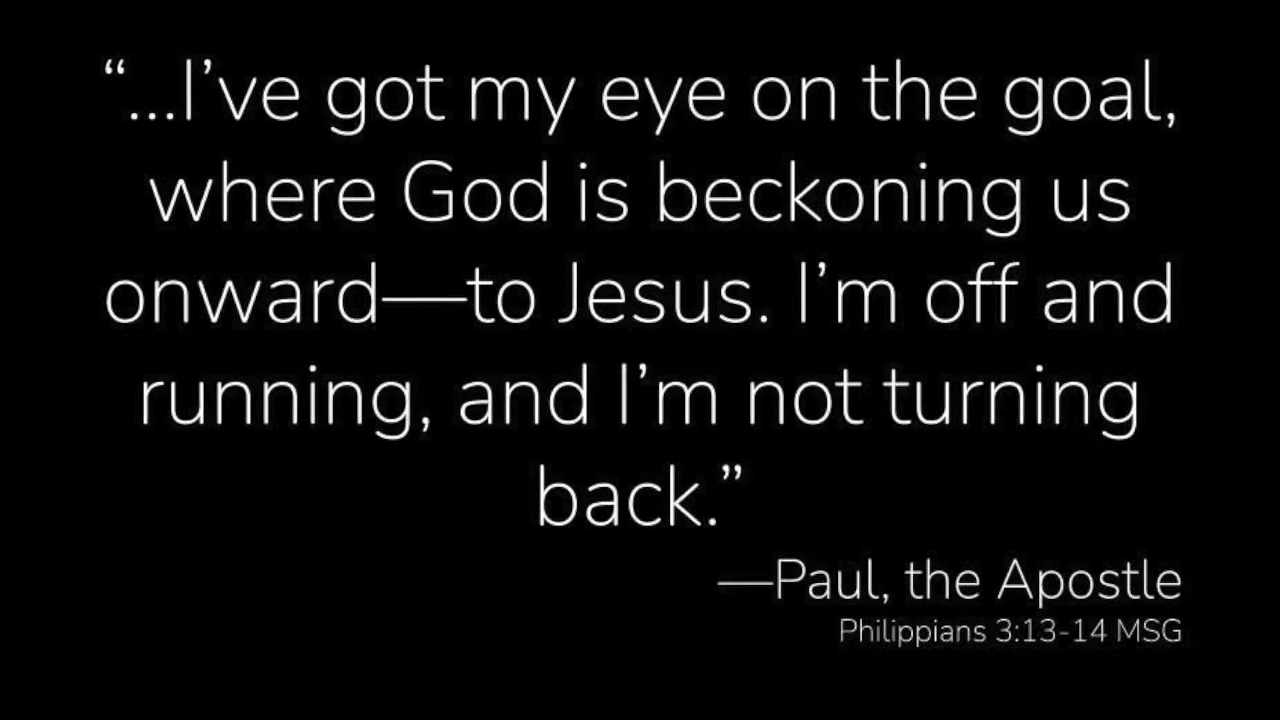 “...I’ve got my eye on the goal,
where God is beckoning us
onward—to Jesus. I’m off and
running, and I’m not turning
back.”
—Paul, the Apostle
Philippians 3:13-14 MSG